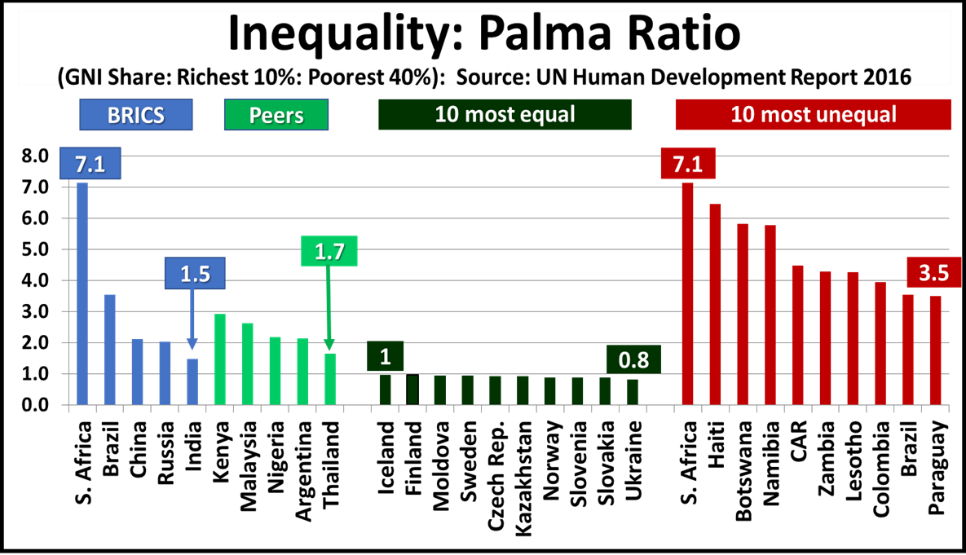 Inequality: Palma Ratio
(GNI Share: Richest 10%: Poorest 40%): Source: UN Human Development Report 2016
BRICS
Peers
10 most equal
10 most unequal
8.0
7.0
6.0
5.0
4.0
3.0
2.0
1.0
0.0
7.1
1.5
1.7
1
0.8
7.1
3.5
S. Africa
Brazil
China
Russia
India
Kenya
Malaysia
Nigeria
Argentina
Thailand
Iceland
Finland
Moldova
Sweden
Czech Rep.
Kazakhstan
Norway
Slovenia
Slovakia
Ukraine
S. Africa
Haiti
Botswana
Namibia
CAR
Zambia
Lesotho
Colombia
Brazil
Paraguay